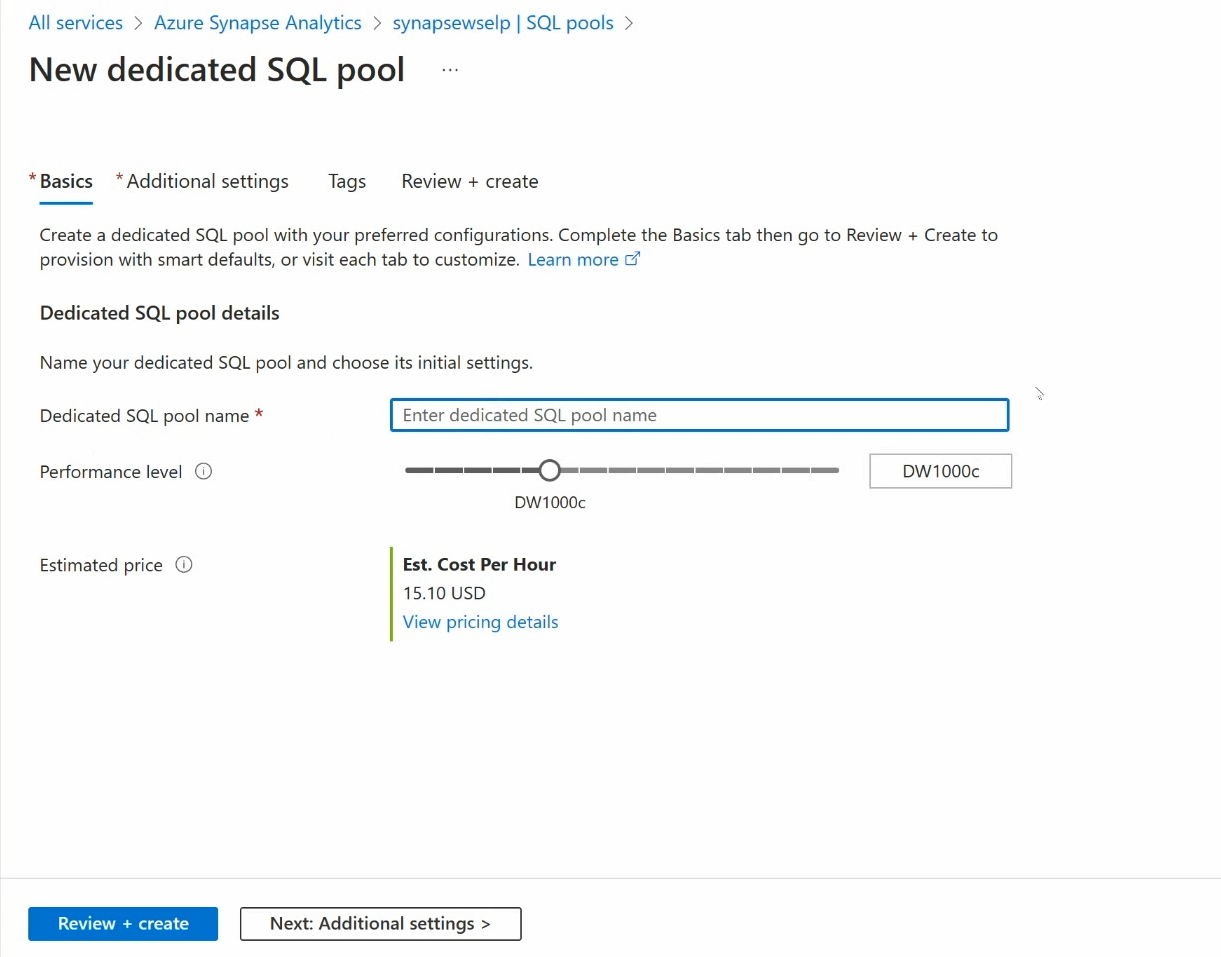 All services > Azure Synapse Analytics > synapsewselp | SQL pools >
New dedicated SQL pool ...
* Basics * Additional settings Tags Review + create
Create a dedicated SQL pool with your preferred configurations. Complete the Basics tab then go to Review + Create to
provision with smart defaults, or visit each tab to customize. Learn more
Dedicated SQL pool details
Name your dedicated SQL pool and choose its initial settings.
Dedicated SQL pool name * Enter dedicated SQL pool name
Performance level DW1000c
DW1000c
Estimated price Est. Cost Per Hour
15.10 USD
View pricing details
Review + create Next: Additional settings >